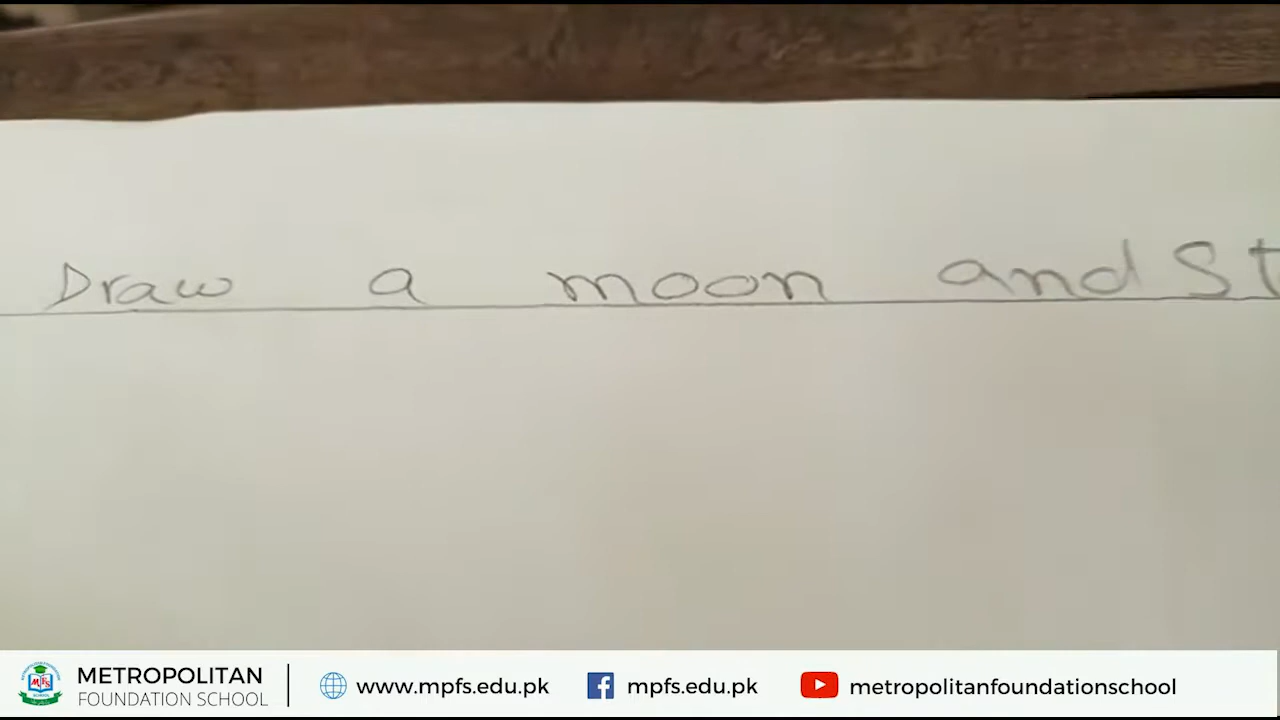 Draw a moon and St
METROPOLITAN
FOUNDATION SCHOOL
www.mpfs.edu.pk
mpfs.edu.pk
metropolitanfoundationschool